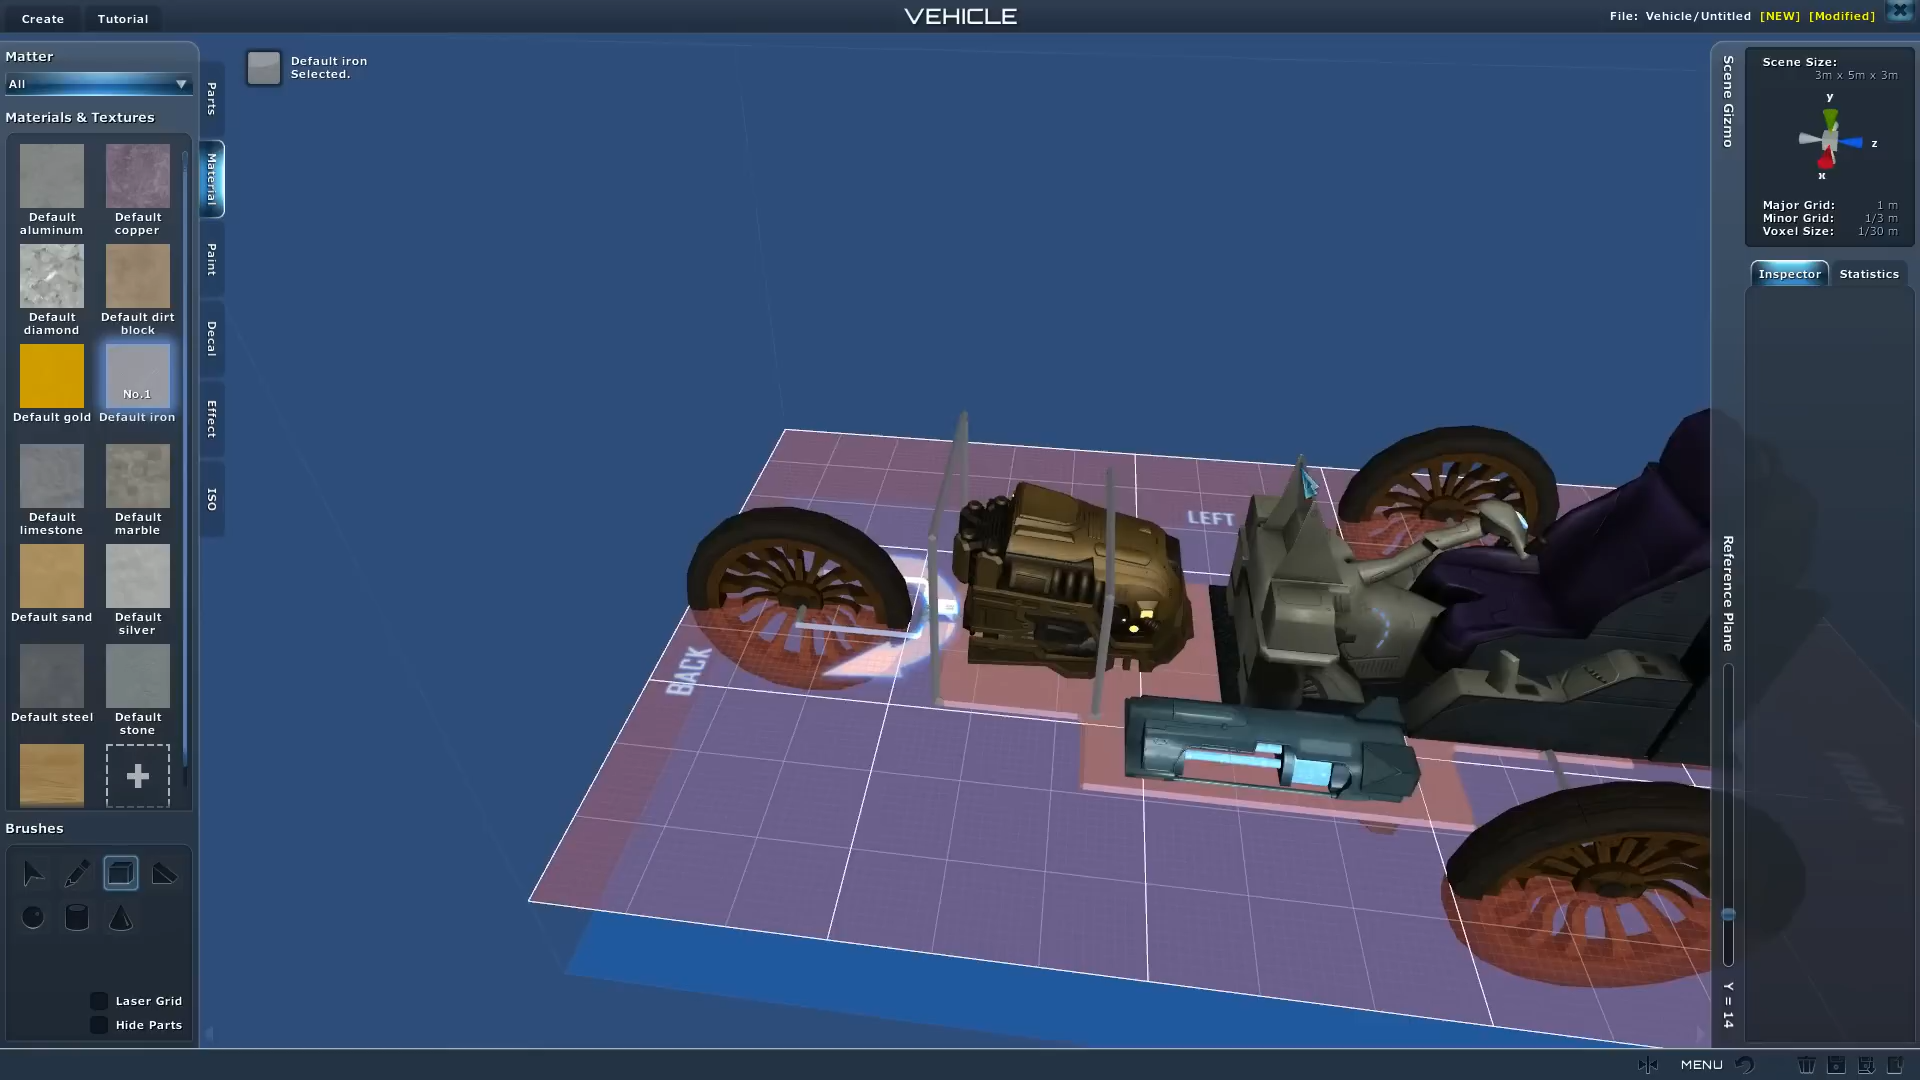 Create
Tutorial
VEHICLE
File: Vehicle/Untitled [NEW] [Modified]
Matter
All
Materials & Textures
Default
aluminum
Default
copper
Default
diamond
Default dirt
block
Default gold
No.1
Default iron
Default
limestone
Default
marble
Default sand
Default
silver
Default steel
Default
stone
Brushes
Laser Grid
Hide Parts
Parts
Material
Paint
Decal
Effect
ISO
Default iron
Selected.
LEFT
BACK
Scene Gizmo
Scene Size:
3m x 5m x 3m
y
z
x
Major Grid: 1 m
Minor Grid: 1/3 m
Voxel Size: 1/30 m
Inspector
Statistics
Reference Plane
Y = 14
MENU